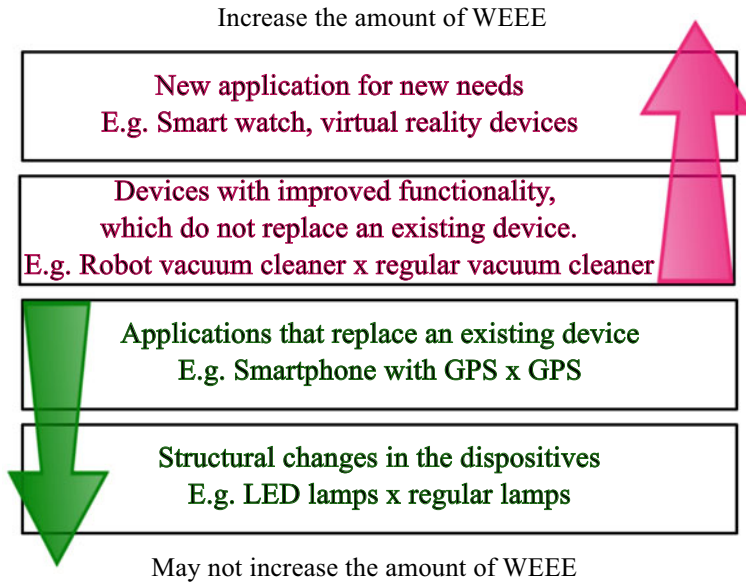 Increase the amount of WEEE
New application for new needs
E.g. Smart watch, virtual reality devices
Devices with improved functionality,
which do not replace an existing device.
E.g. Robot vacuum cleaner x regular vacuum cleaner
Applications that replace an existing device
E.g. Smartphone with GPS x GPS
Structural changes in the dispositives
E.g. LED lamps x regular lamps
May not increase the amount of WEEE